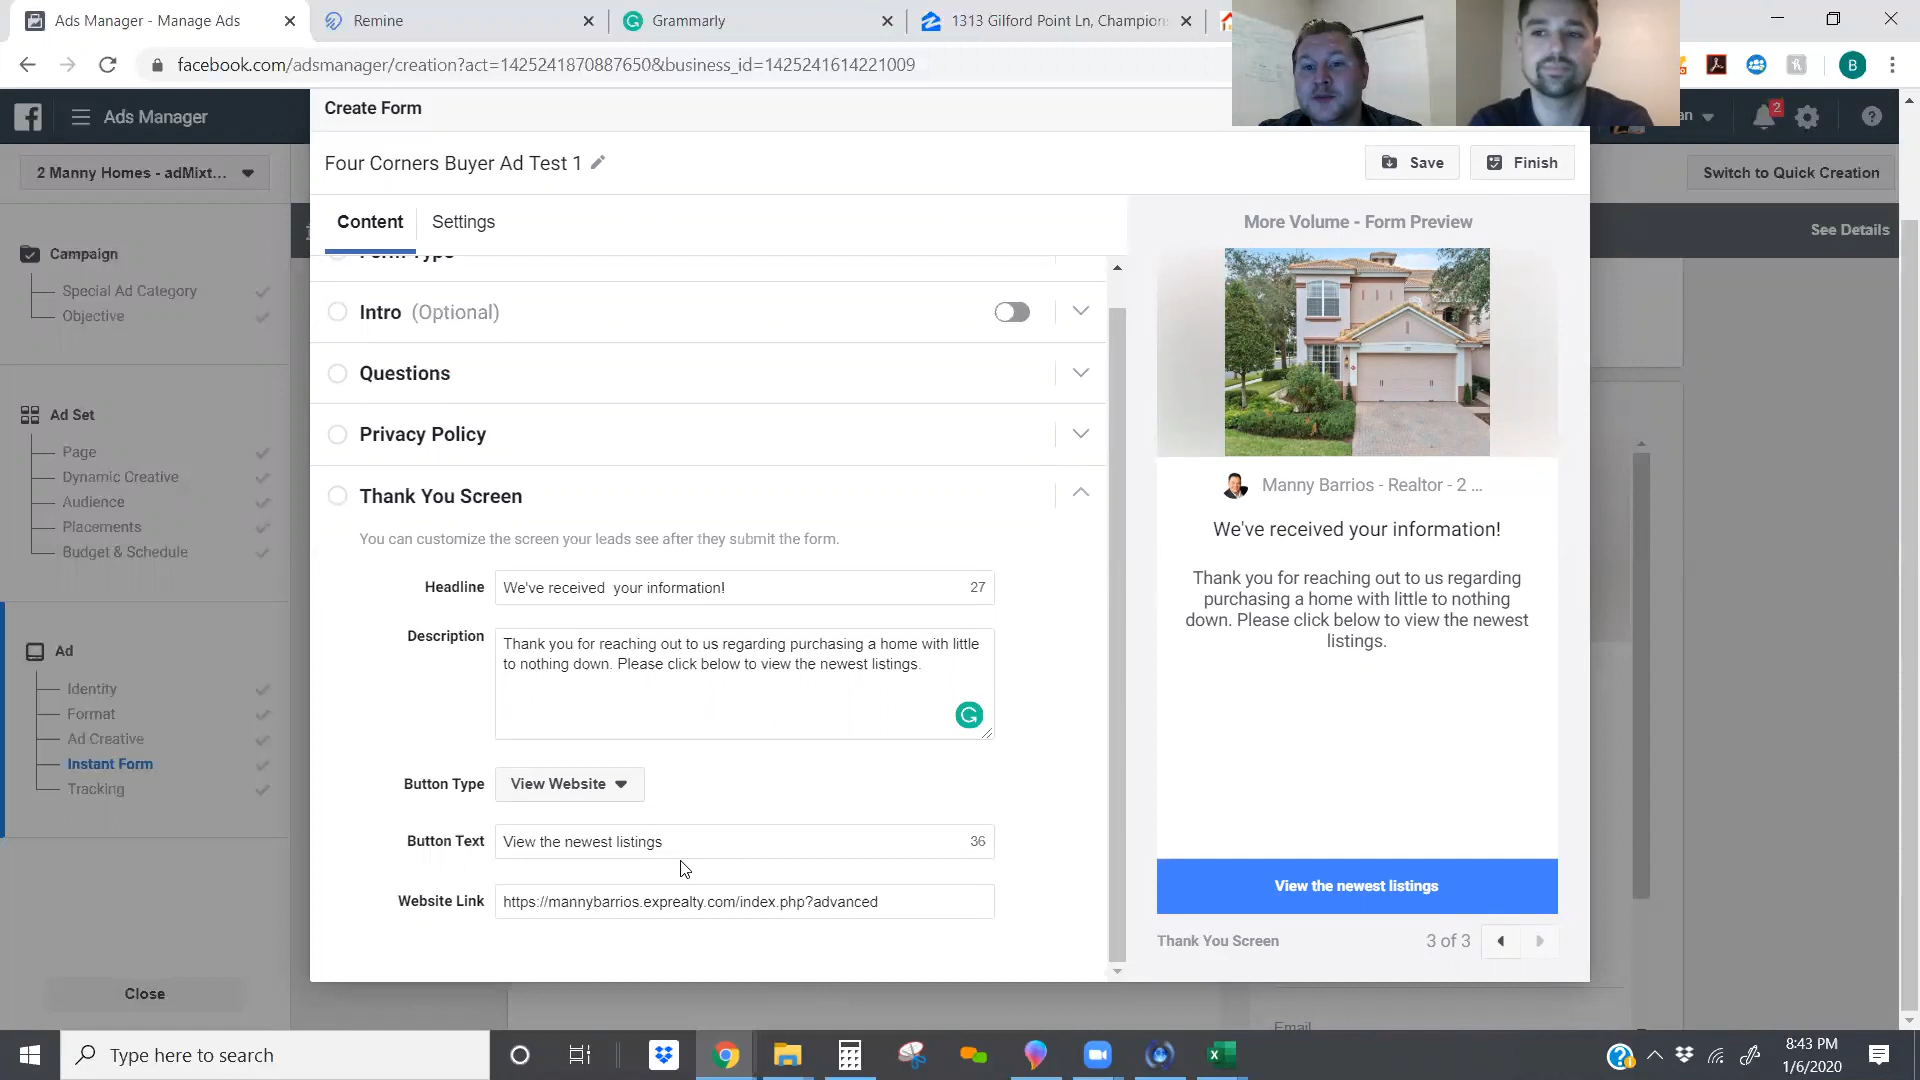 Ads Manager - Manage Ads
Remine
Grammarly
1313 Gilford Point Ln, Champion
facebook.com/adsmanager/creation?act=1425241870887650&business_id=1425241614221009
B
Ads Manager
2
2 Manny Homes - adMixt...
Switch to Quick Creation
See Details
Campaign
Special Ad Category
Objective
Ad Set
Page
Dynamic Creative
Audience
Placements
Budget & Schedule
Ad
Identity
Format
Ad Creative
Instant Form
Tracking
Close
Create Form
Four Corners Buyer Ad Test 1
Save
Finish
Content
Settings
Form Type
Intro (Optional)
Questions
Privacy Policy
Thank You Screen
You can customize the screen your leads see after they submit the form.
Headline
We've received  your information!
27
Description
Thank you for reaching out to us regarding purchasing a home with little
to nothing down. Please click below to view the newest listings.
Button Type
View Website
Button Text
View the newest listings
36
Website Link
https://mannybarrios.exprealty.com/index.php?advanced
More Volume - Form Preview
Manny Barrios - Realtor - 2 ...
We've received your information!
Thank you for reaching out to us regarding
purchasing a home with little to nothing
down. Please click below to view the newest
listings.
View the newest listings
Thank You Screen
3 of 3
Email
Type here to search
8:43 PM
1/6/2020